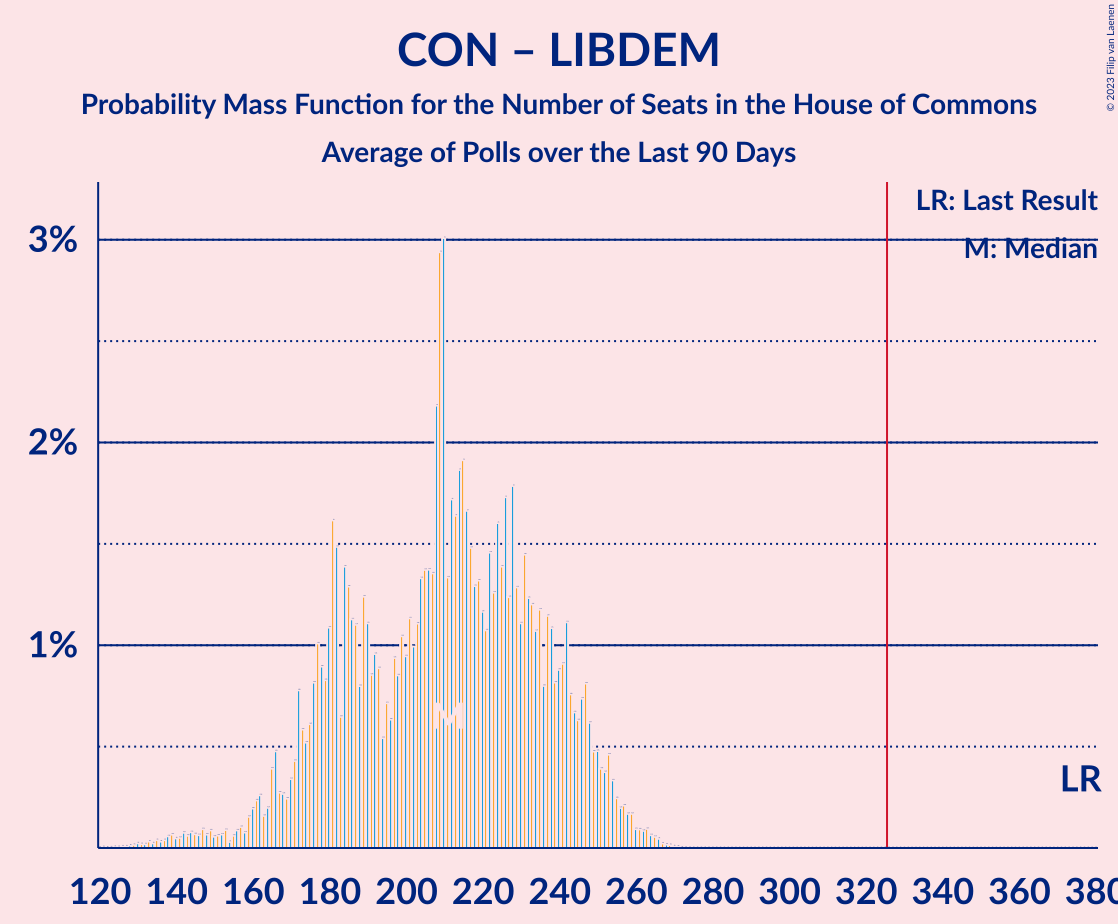 CON – LIBDEM
Probability Mass Function for the Number of Seats in the House of Commons
Average of Polls over the Last 90 Days
© 2023 Filip van Laenen
LR: Last Result
M: Median
3%
2%
1%
M
LR
120 140 160 180 200 220 240 260 280 300 320 340 360 380